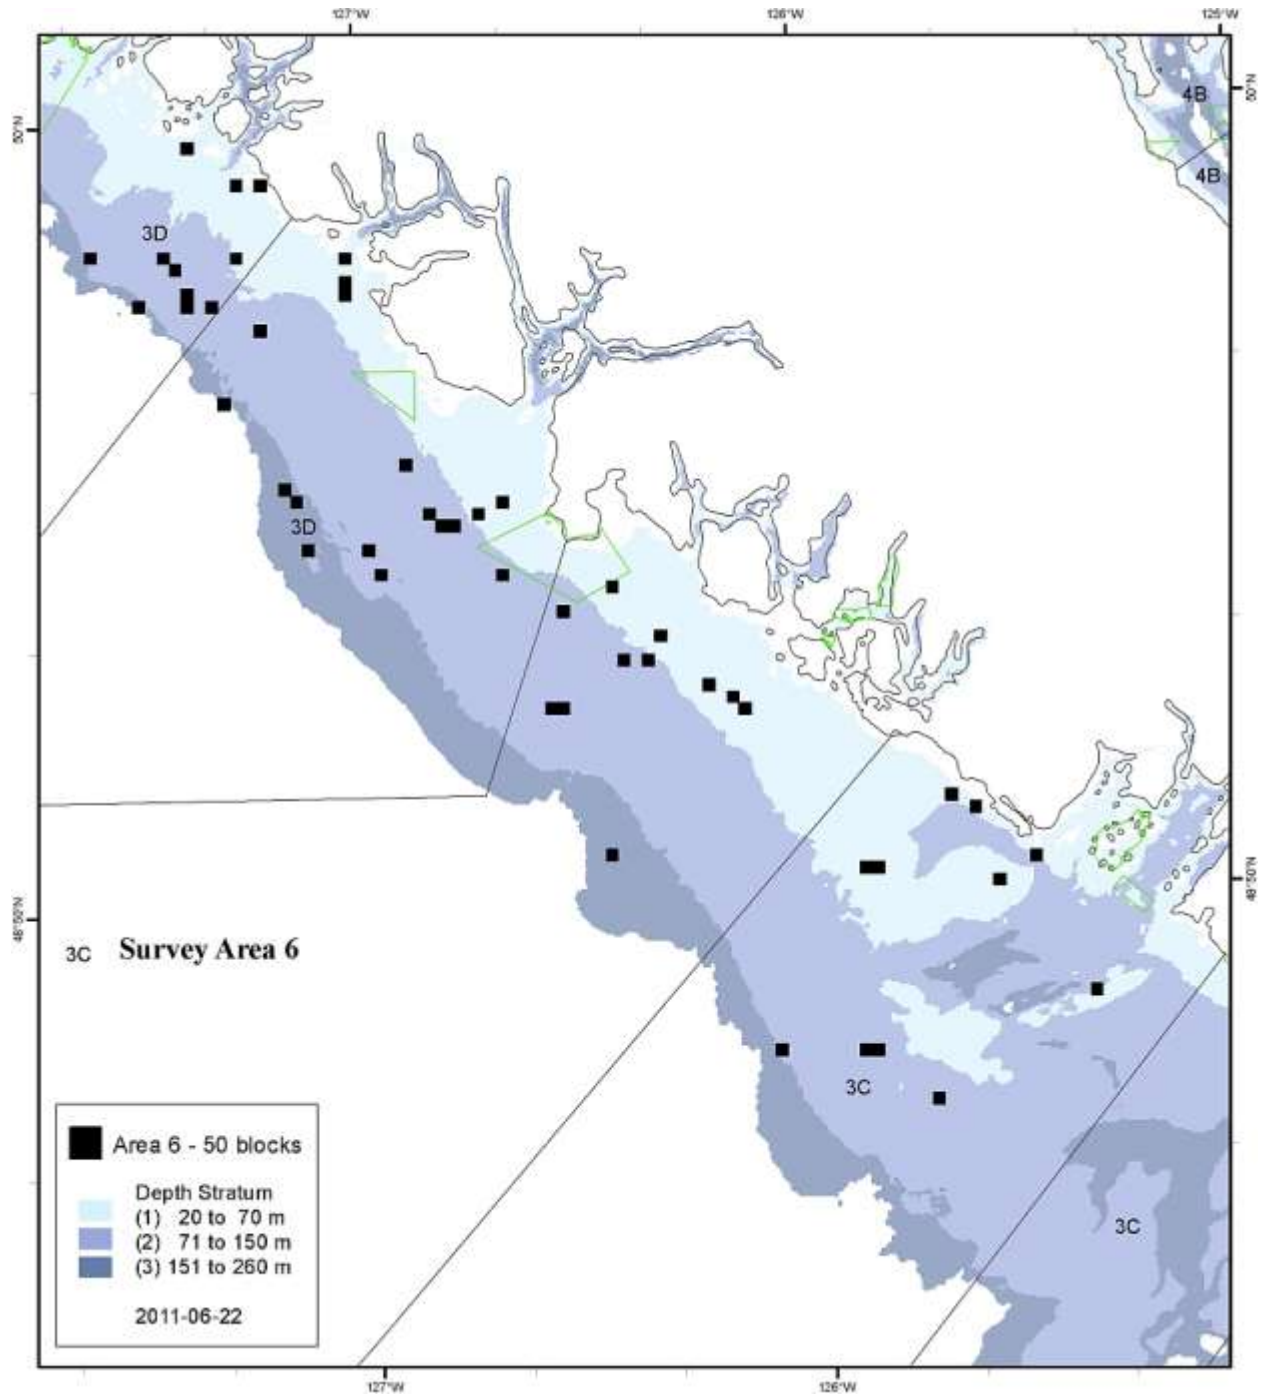 127°W
126°W
125°W
50°N
50°N
4B
4B
3D
3D
48°50'N
48°50'N
3C Survey Area 6
3C
3C
Area 6 - 50 blocks
Depth Stratum
(1) 20 to 70 m
(2) 71 to 150 m
(3) 151 to 260 m
2011-06-22
127°W
126°W